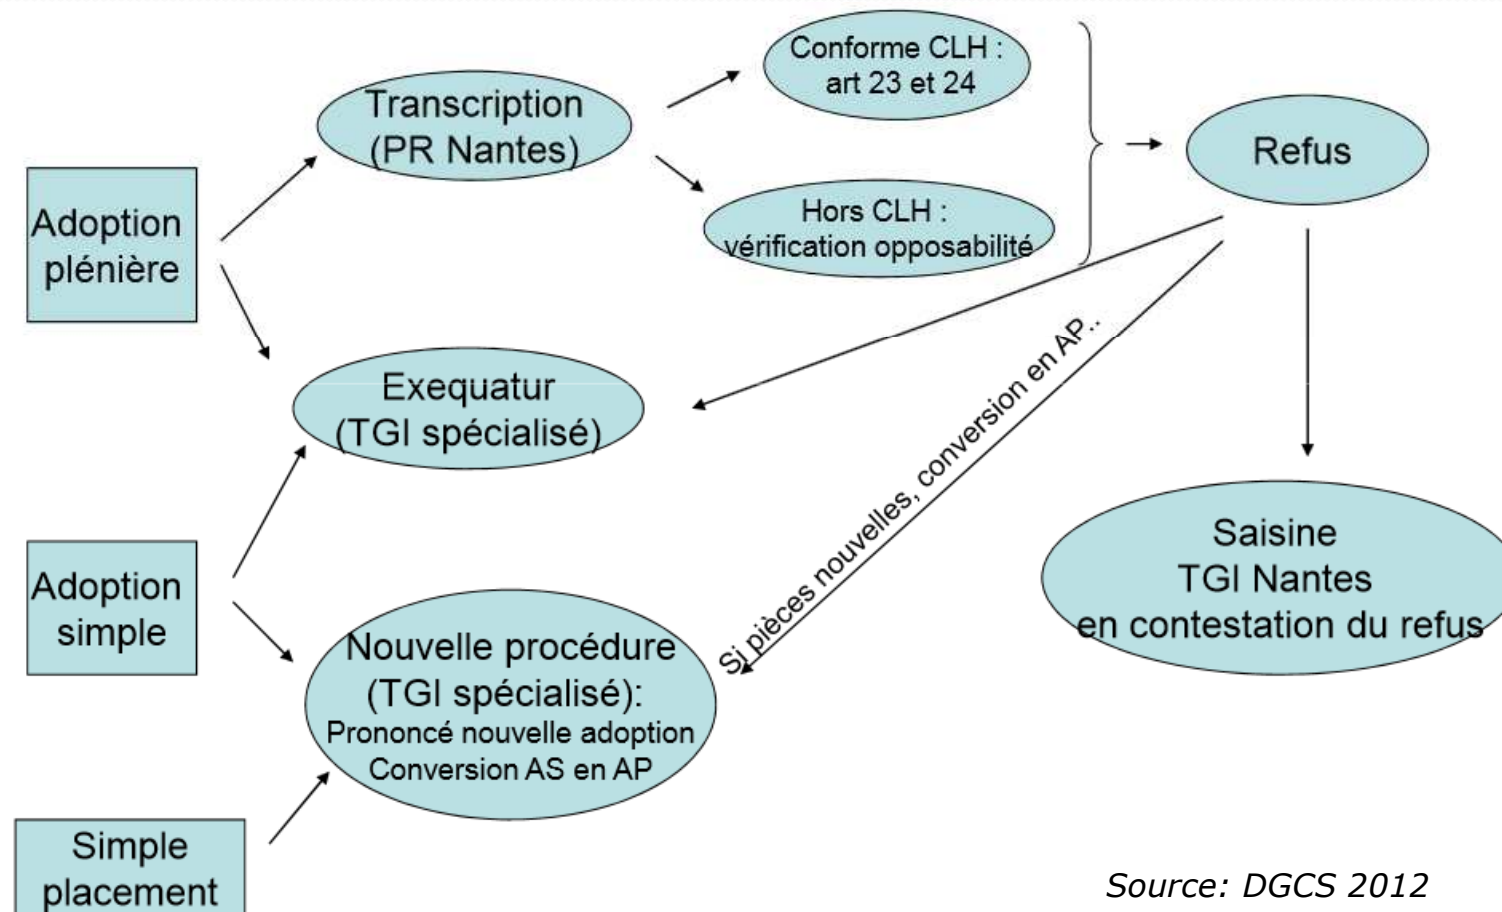 Adoption
plénière
Transcription
(PR Nantes)
Conforme CLH :
art 23 et 24
Hors CLH :
vérification opposabilité
Refus
Exequatur
(TGI spécialisé)
Si pièces nouvelles, conversion en AP..
Saisine
TGI Nantes
en contestation du refus
Adoption
simple
Nouvelle procédure
(TGI spécialisé):
Prononcé nouvelle adoption
Conversion AS en AP
Simple
placement
Source: DGCS 2012